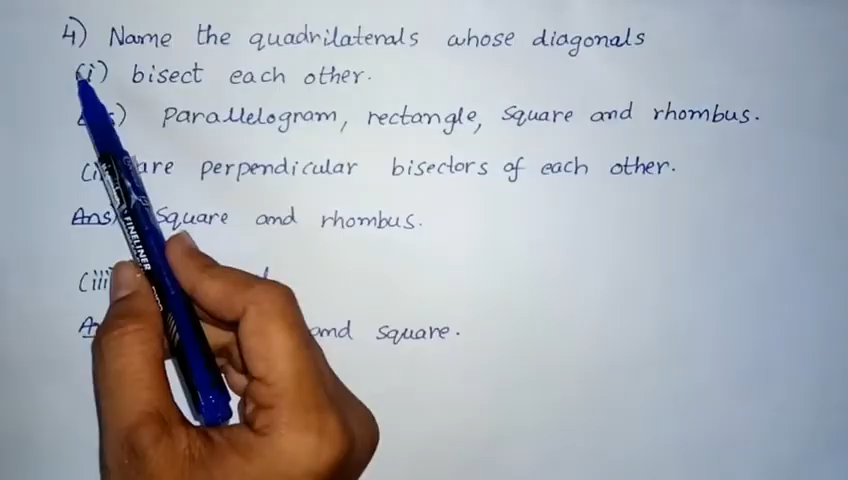 4) Name the quadrilaterals whose diagonals
(i) bisect each other.
Parallelogram, rectangle, square and rhombus.
are perpendicular bisectors of each other.
Ans) Square and rhombus.
(iii)
and square.
FINELINER